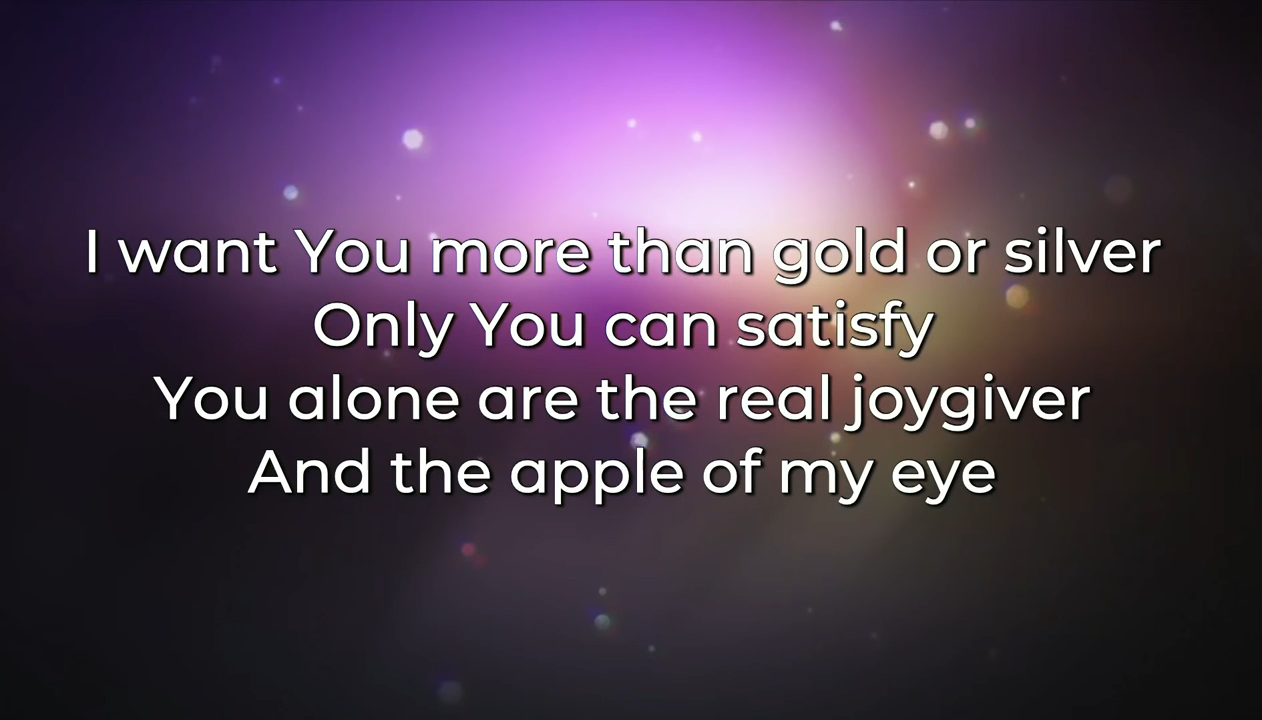 I want You more than gold or silver
Only You can satisfy
You alone are the real joygiver
And the apple of my eye